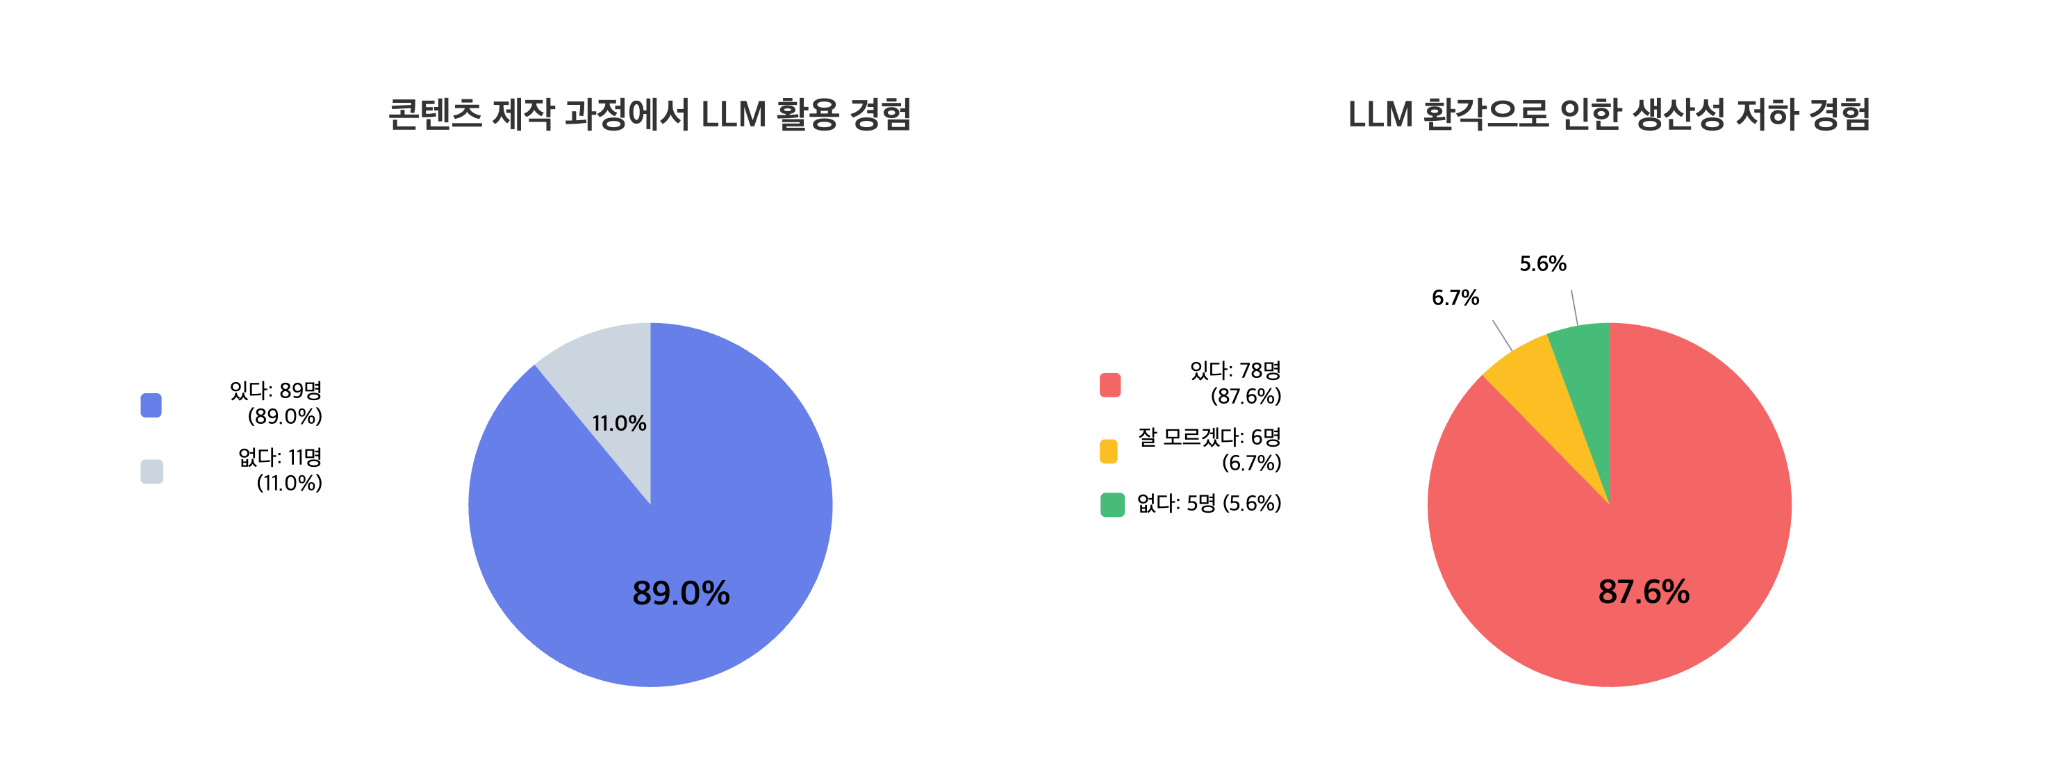 콘텐츠 제작 과정에서 LLM 활용 경험
있다: 89명
(89.0%)
없다: 11명
(11.0%)
11.0%
89.0%
LLM 환각으로 인한 생산성 저하 경험
있다: 78명
(87.6%)
잘 모르겠다: 6명
(6.7%)
없다: 5명 (5.6%)
5.6%
6.7%
87.6%